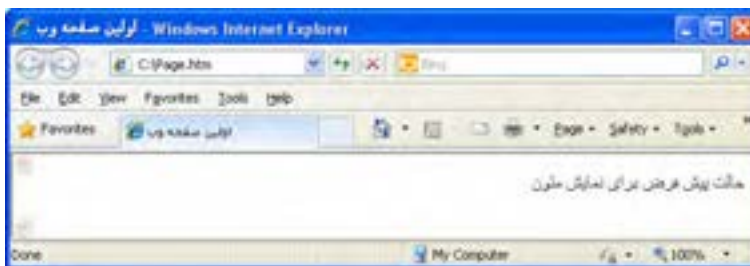 اولین صفحه وب - Windows Internet Explorer
C:\Page.htm Bing
File Edit View Favorites Tools Help
Favorites اولین صفحه وب Page Safety Tools
حالت پیش فرض برای نمایش متون
Done My Computer 100%